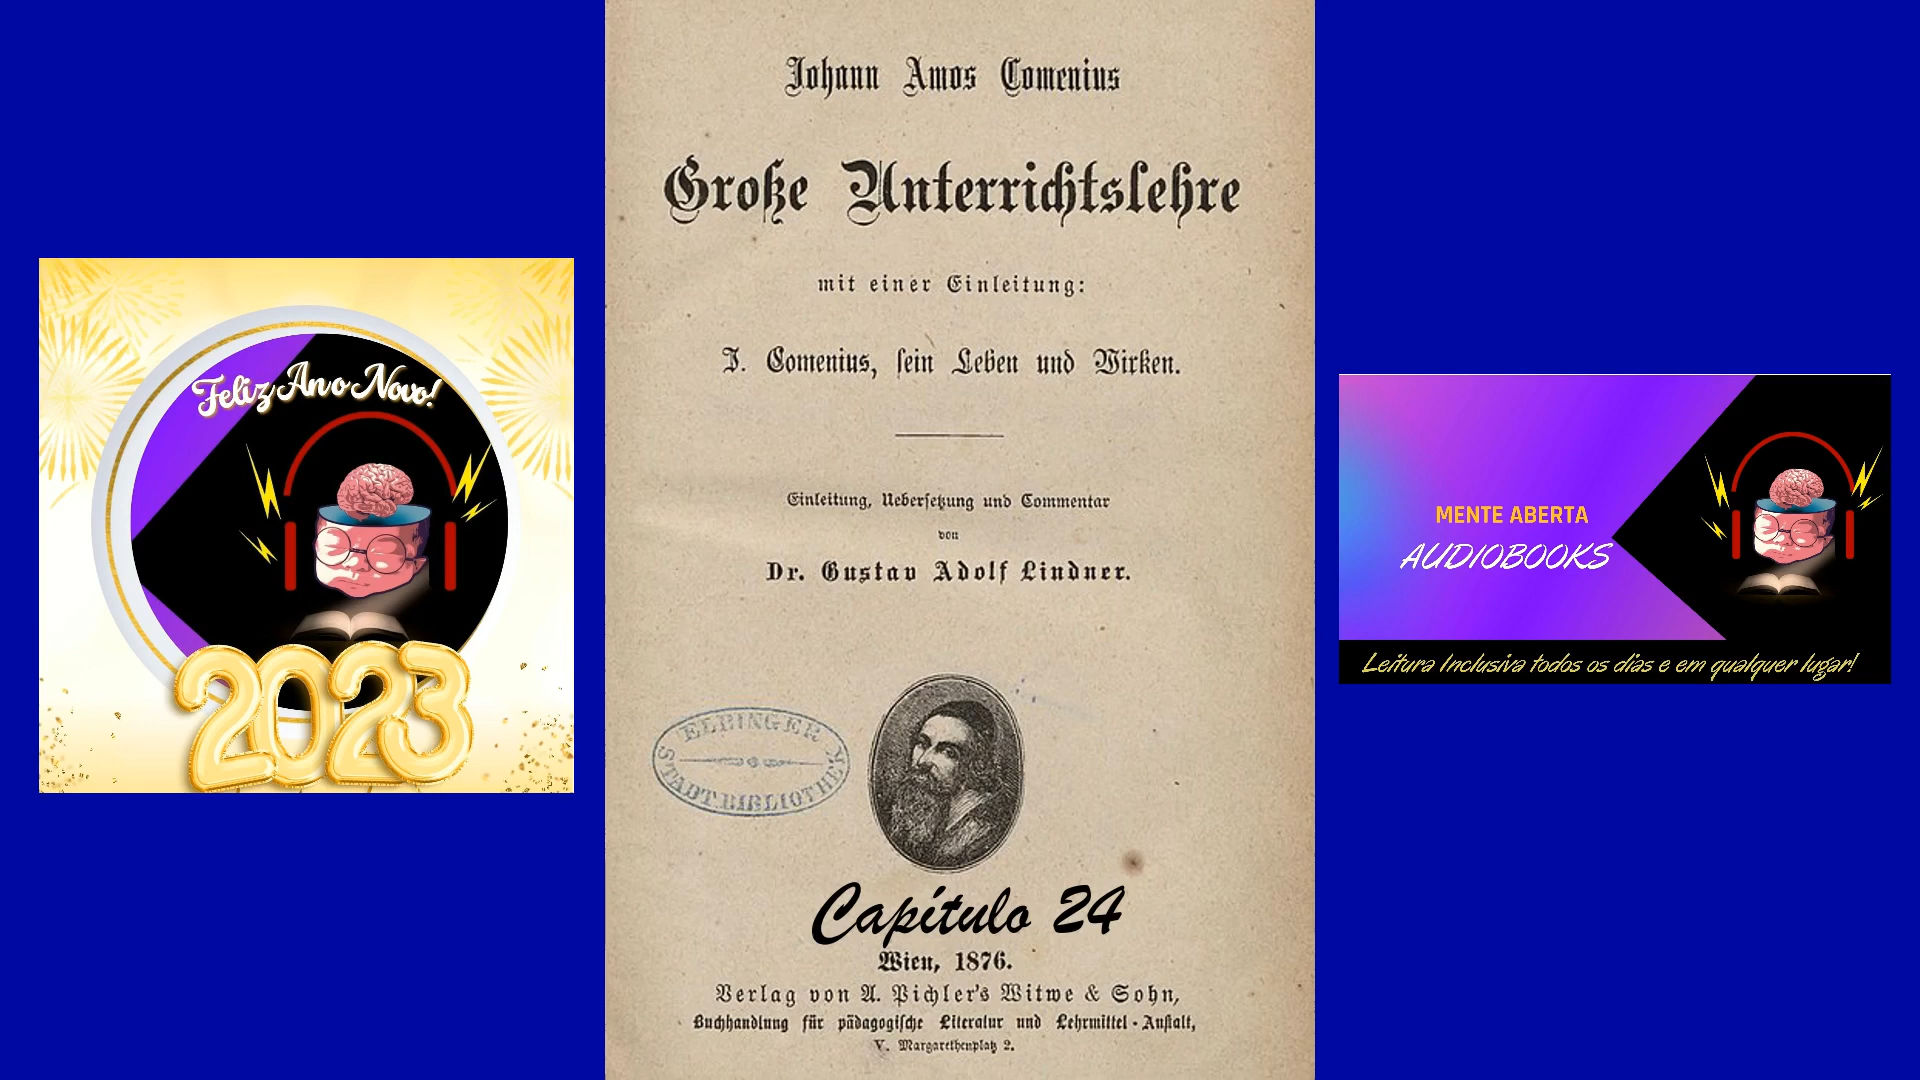 Feliz Ano Novo!
2023
Johann Amos Comenius
Große Unterrichtslehre
mit einer Einleitung:
J. Comenius, sein Leben und Wirken.
Einleitung, Uebersetzung und Commentar
von
Dr. Gustav Adolf Lindner.
ELBINGER
STADTBIBLIOTHEK
Capítulo 24
Wien, 1876.
Verlag von A. Pichler's Witwe & Sohn,
Buchhandlung für pädagogische Literatur und Lehrmittel-Anstalt,
V. Margarethenplatz 2.
MENTE ABERTA
AUDIOBOOKS
Leitura Inclusiva todos os dias e em qualquer lugar!